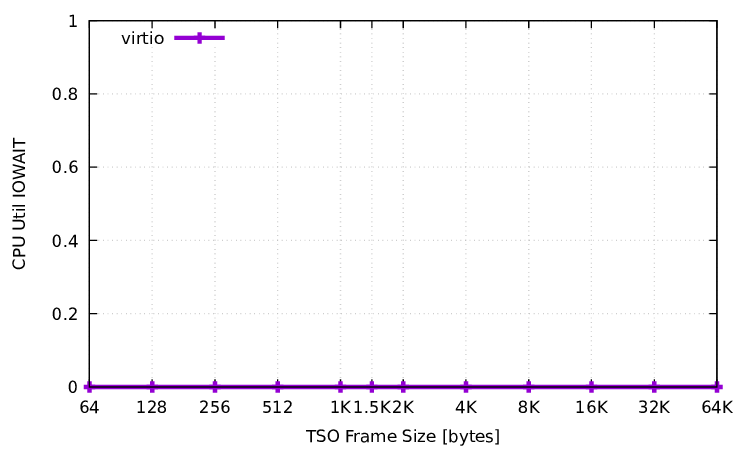 1
virtio
0.8
0.6
CPU Util IOWAIT
0.4
0.2
0
64 128 256 512 1K 1.5K 2K 4K 8K 16K 32K 64K
TSO Frame Size [bytes]